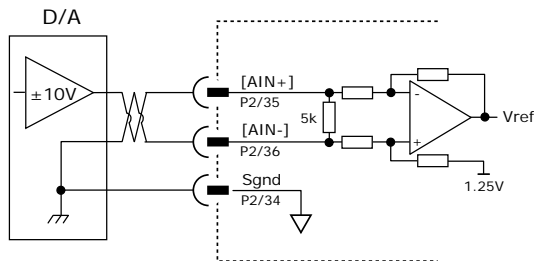 D/A
±10V
[AIN+]
P2/35
5k
[AIN-]
P2/36
Sgnd
P2/34
-
+
Vref
1.25V